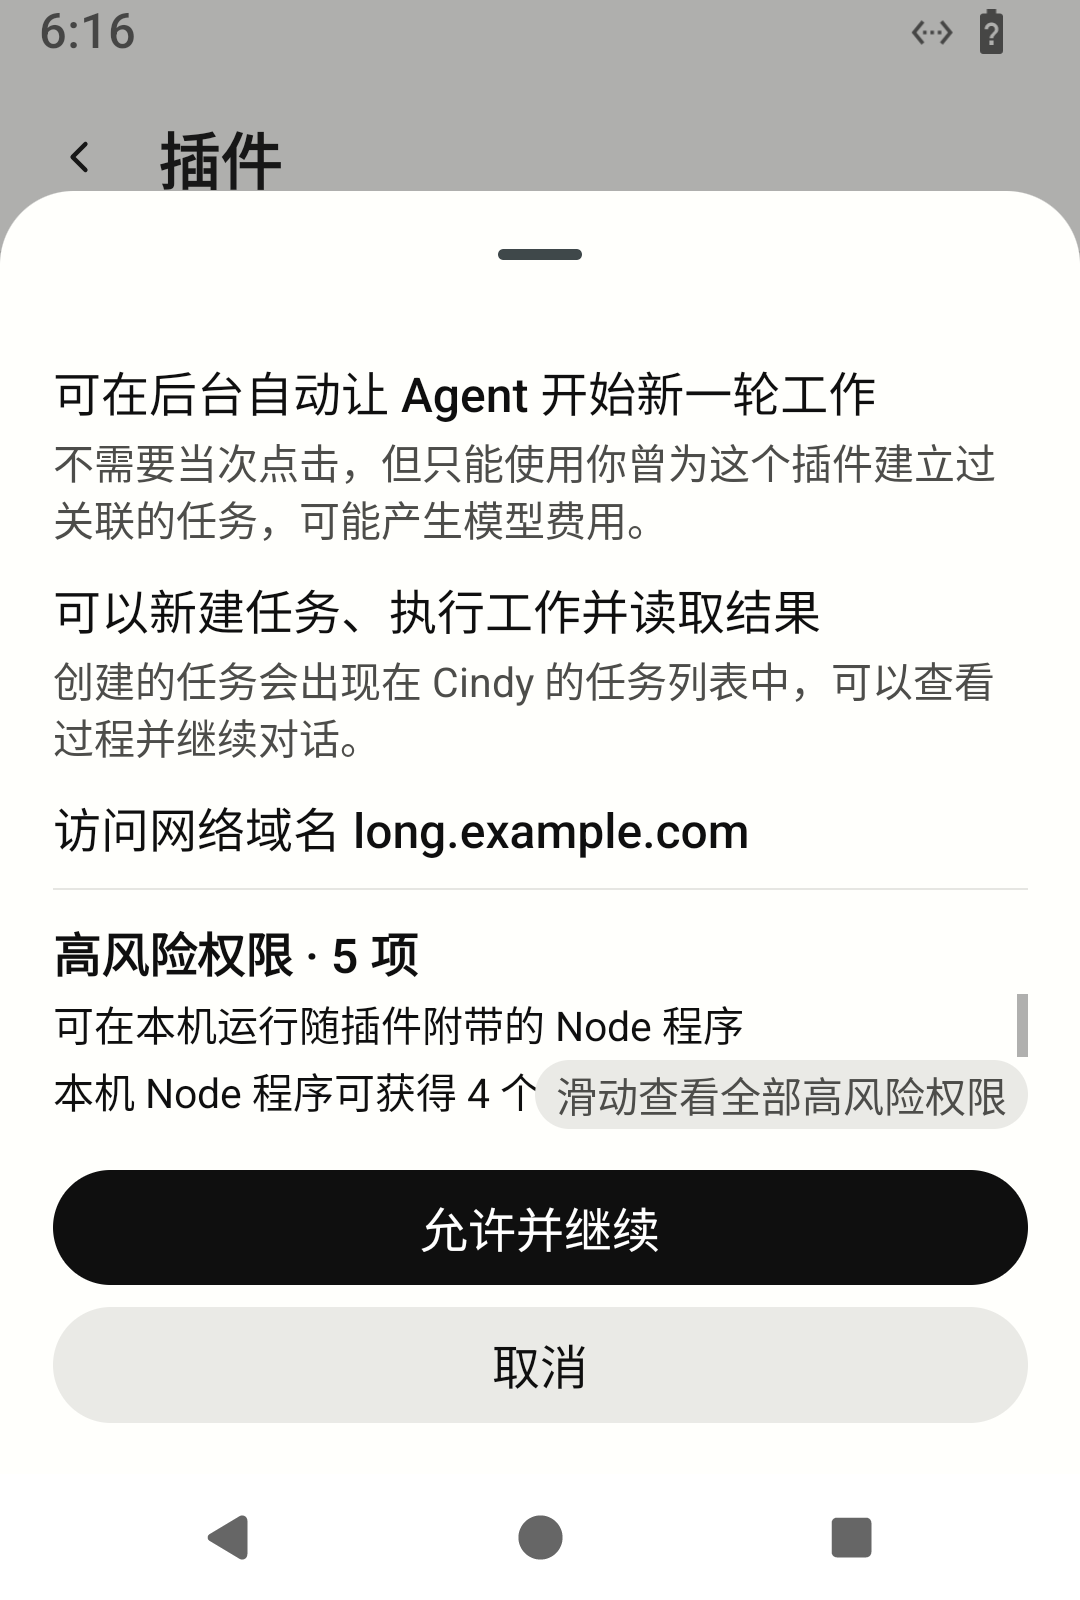 6:16
插件
可在后台自动让 Agent 开始新一轮工作
不需要当次点击，但只能使用你曾为这个插件建立过
关联的任务，可能产生模型费用。
可以新建任务、执行工作并读取结果
创建的任务会出现在 Cindy 的任务列表中，可以查看
过程并继续对话。
访问网络域名 long.example.com
高风险权限 · 5 项
可在本机运行随插件附带的 Node 程序
本机 Node 程序可获得 4 个
滑动查看全部高风险权限
允许并继续
取消